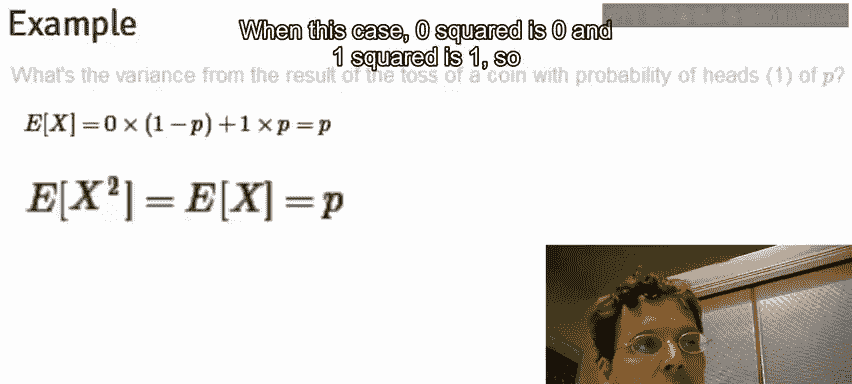 Example
When this case, 0 squared is 0 and
1 squared is 1, so
What's the variance from the result of the toss of a coin with probability of heads (1) of p?
E[X] = 0 × (1 − p) + 1 × p = p
E[X²] = E[X] = p